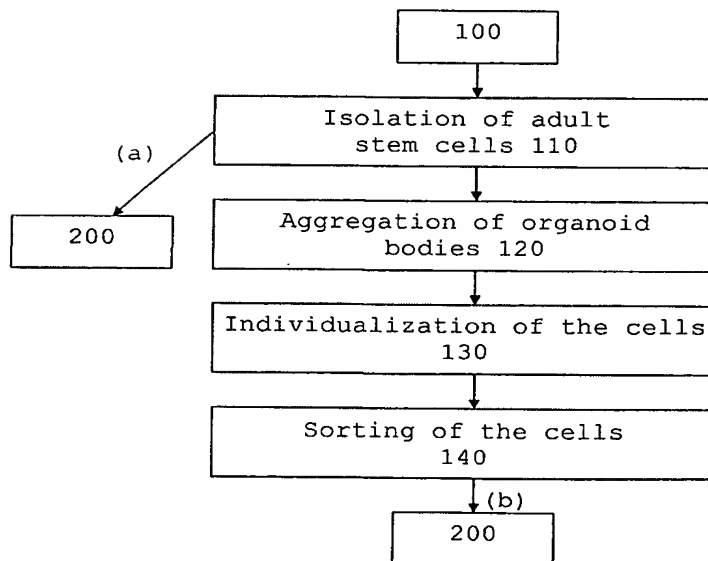 100
Isolation of adult
stem cells 110
(a)
200
Aggregation of organoid
bodies 120
Individualization of the cells
130
Sorting of the cells
140
(b)
200